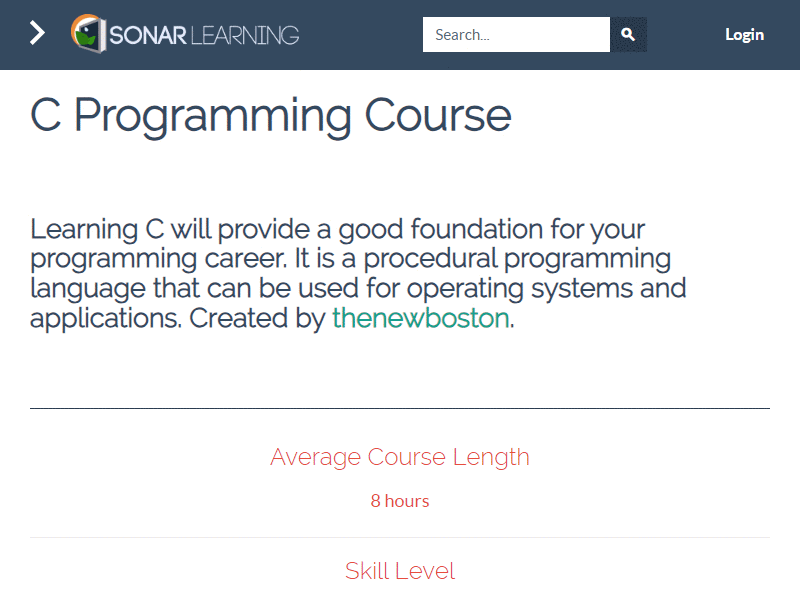 SONAR LEARNING
Search...
Login
C Programming Course
Learning C will provide a good foundation for your
programming career. It is a procedural programming
language that can be used for operating systems and
applications. Created by thenewboston.
Average Course Length
8 hours
Skill Level